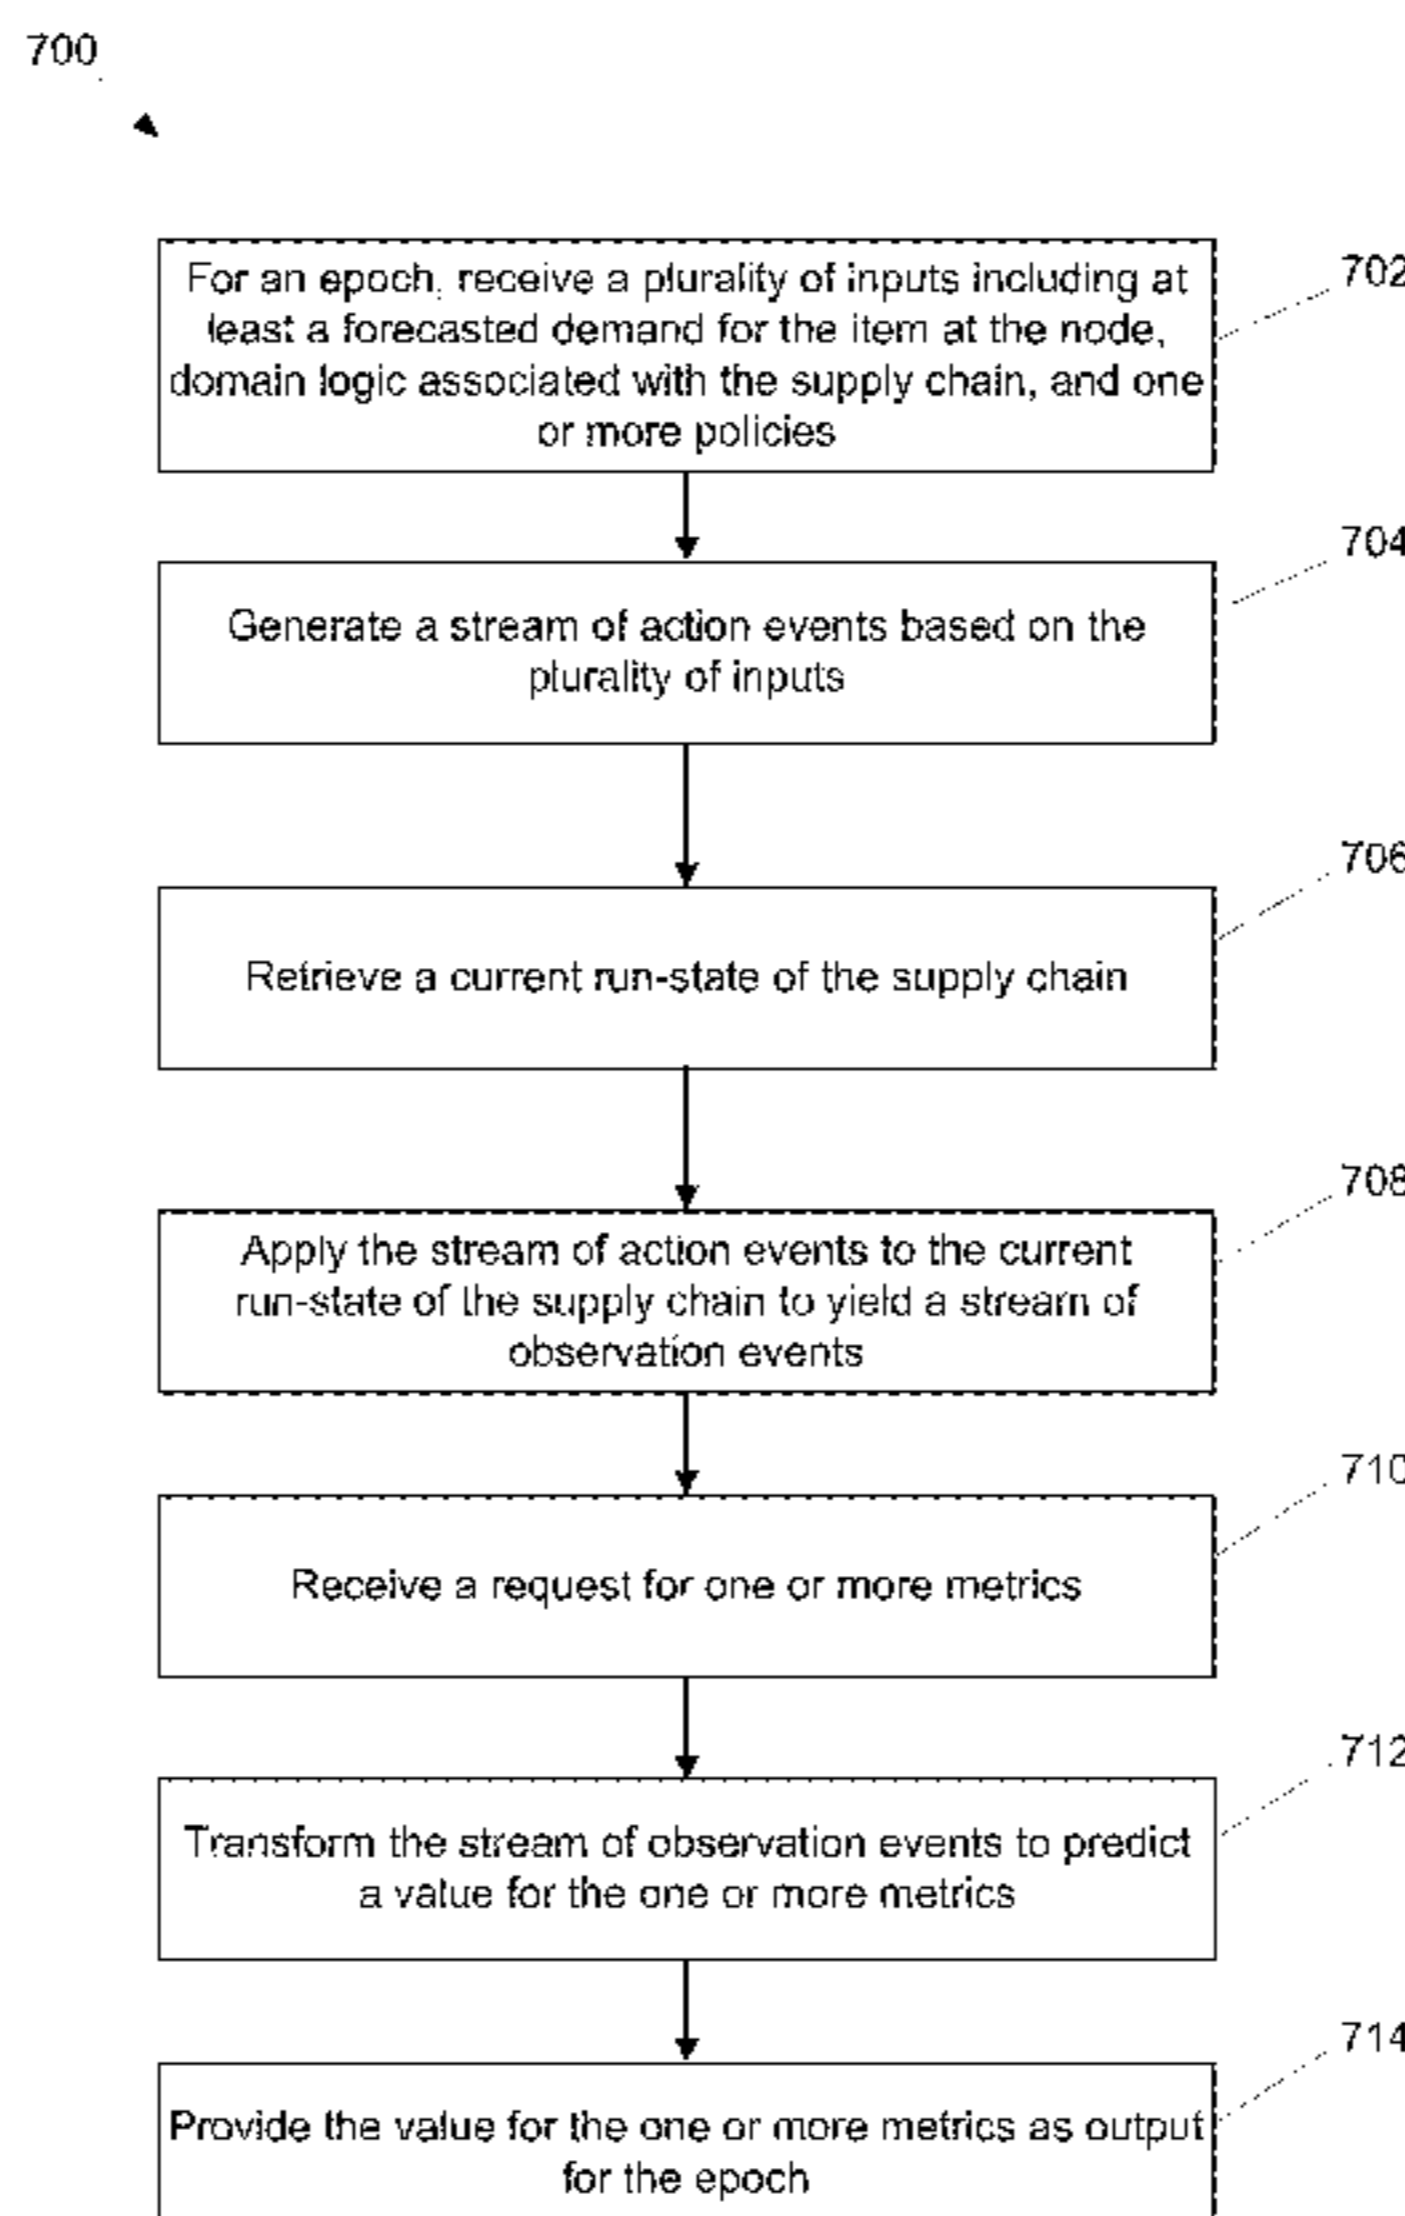 700
For an epoch, receive a plurality of inputs including at
least a forecasted demand for the item at the node,
domain logic associated with the supply chain, and one
or more policies
702
Generate a stream of action events based on the
plurality of inputs
704
Retrieve a current run-state of the supply chain
706
Apply the stream of action events to the current
run-state of the supply chain to yield a stream of
observation events
708
Receive a request for one or more metrics
710
Transform the stream of observation events to predict
a value for the one or more metrics
712
Provide the value for the one or more metrics as output
for the epoch
714